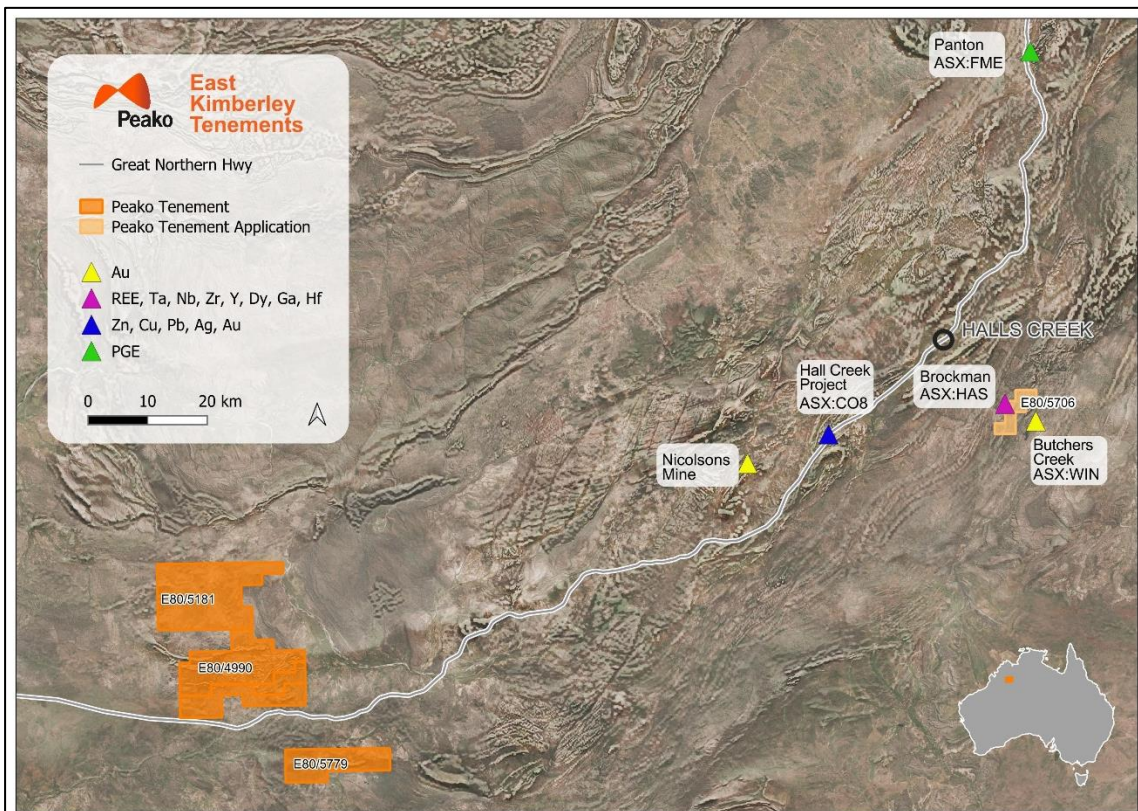 Peako
East
Kimberley
Tenements
Great Northern Hwy
Peako Tenement
Peako Tenement Application
Au
REE, Ta, Nb, Zr, Y, Dy, Ga, Hf
Zn, Cu, Pb, Ag, Au
PGE
0 10 20 km
Panton
ASX:FME
HALLS CREEK
Hall Creek
Project
ASX:CO8
Brockman
ASX:HAS
E80/5706
Butchers
Creek
ASX:WIN
Nicolsons
Mine
E80/5181
E80/4990
E80/5779